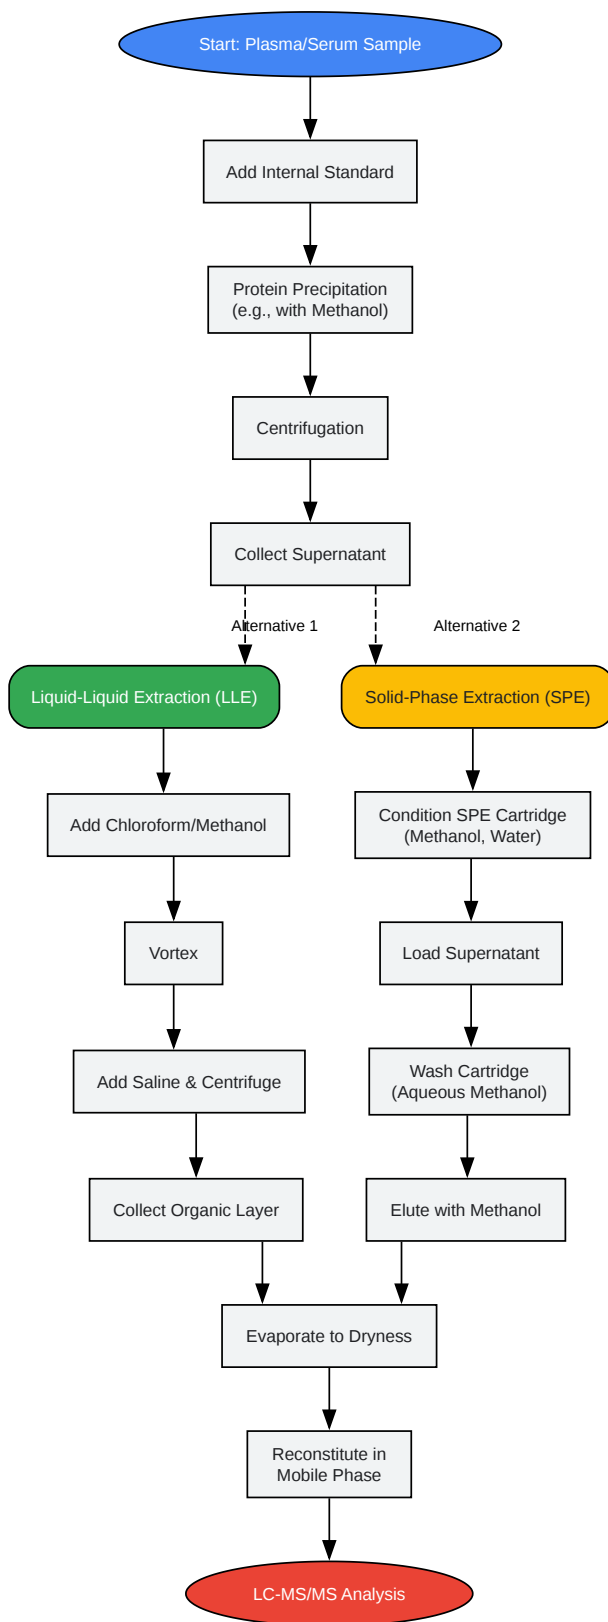 Start: Plasma/Serum Sample
Add Internal Standard
Protein Precipitation
(e.g., with Methanol)
Centrifugation
Collect Supernatant
Alternative 1
Alternative 2
Liquid-Liquid Extraction (LLE)
Solid-Phase Extraction (SPE)
Add Chloroform/Methanol
Condition SPE Cartridge
(Methanol, Water)
Vortex
Load Supernatant
Add Saline & Centrifuge
Wash Cartridge
(Aqueous Methanol)
Collect Organic Layer
Elute with Methanol
Evaporate to Dryness
Reconstitute in
Mobile Phase
LC-MS/MS Analysis